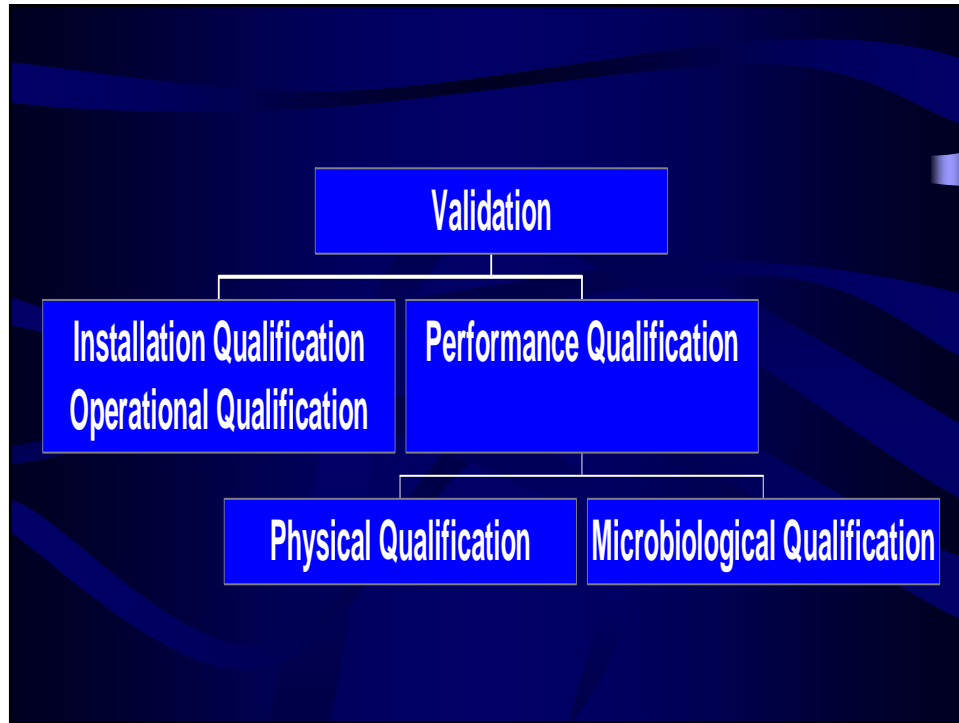 Validation
Installation Qualification
Operational Qualification
Performance Qualification
Physical Qualification
Microbiological Qualification